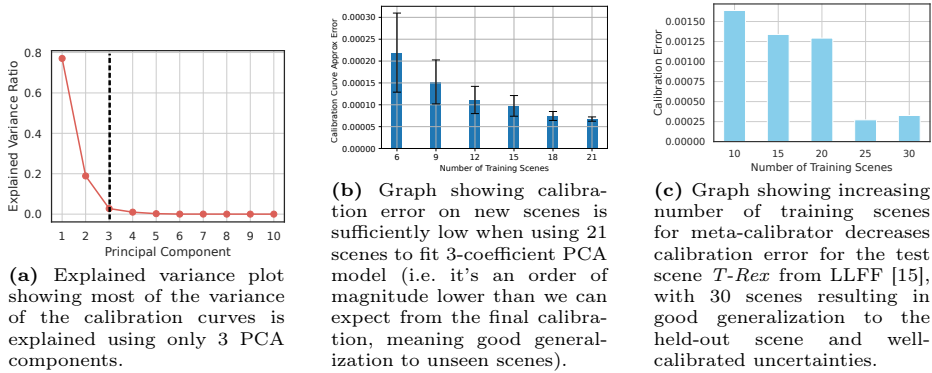 0.8
0.6
0.4
0.2
0.0
Explained Variance Ratio
1 2 3 4 5 6 7 8 9 10
Principal Component
(a) Explained variance plot
showing most of the variance
of the calibration curves is
explained using only 3 PCA
components.
0.00030
0.00025
0.00020
0.00015
0.00010
0.00005
0.00000
Calibration Curve Approx Error
6 9 12 15 18 21
Number of Training Scenes
(b) Graph showing calibra-
tion error on new scenes is
sufficiently low when using 21
scenes to fit 3-coefficient PCA
model (i.e. it's an order of
magnitude lower than we can
expect from the final calibra-
tion, meaning good general-
ization to unseen scenes).
0.00150
0.00125
0.00100
0.00075
0.00050
0.00025
0.00000
Calibration Error
10 15 20 25 30
Number of Training Scenes
(c) Graph showing increasing
number of training scenes
for meta-calibrator decreases
calibration error for the test
scene T-Rex from LLFF [15],
with 30 scenes resulting in
good generalization to the
held-out scene and well-
calibrated uncertainties.